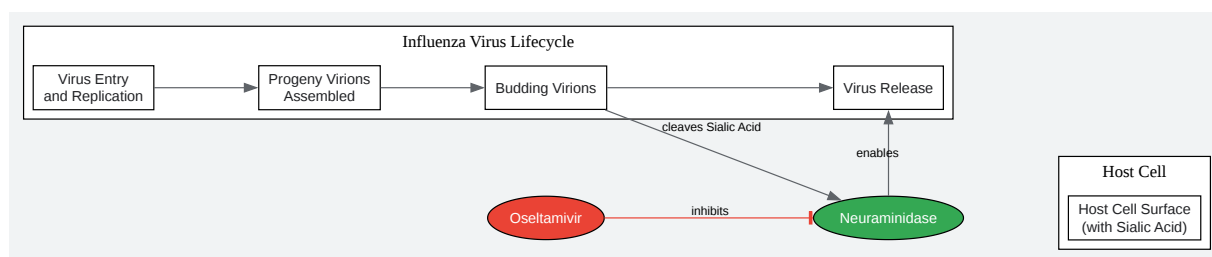 Influenza Virus Lifecycle
Virus Entry
and Replication
Progeny Virions
Assembled
Budding Virions
Virus Release
cleaves Sialic Acid
enables
Oseltamivir
inhibits
Neuraminidase
Host Cell
Host Cell Surface
(with Sialic Acid)